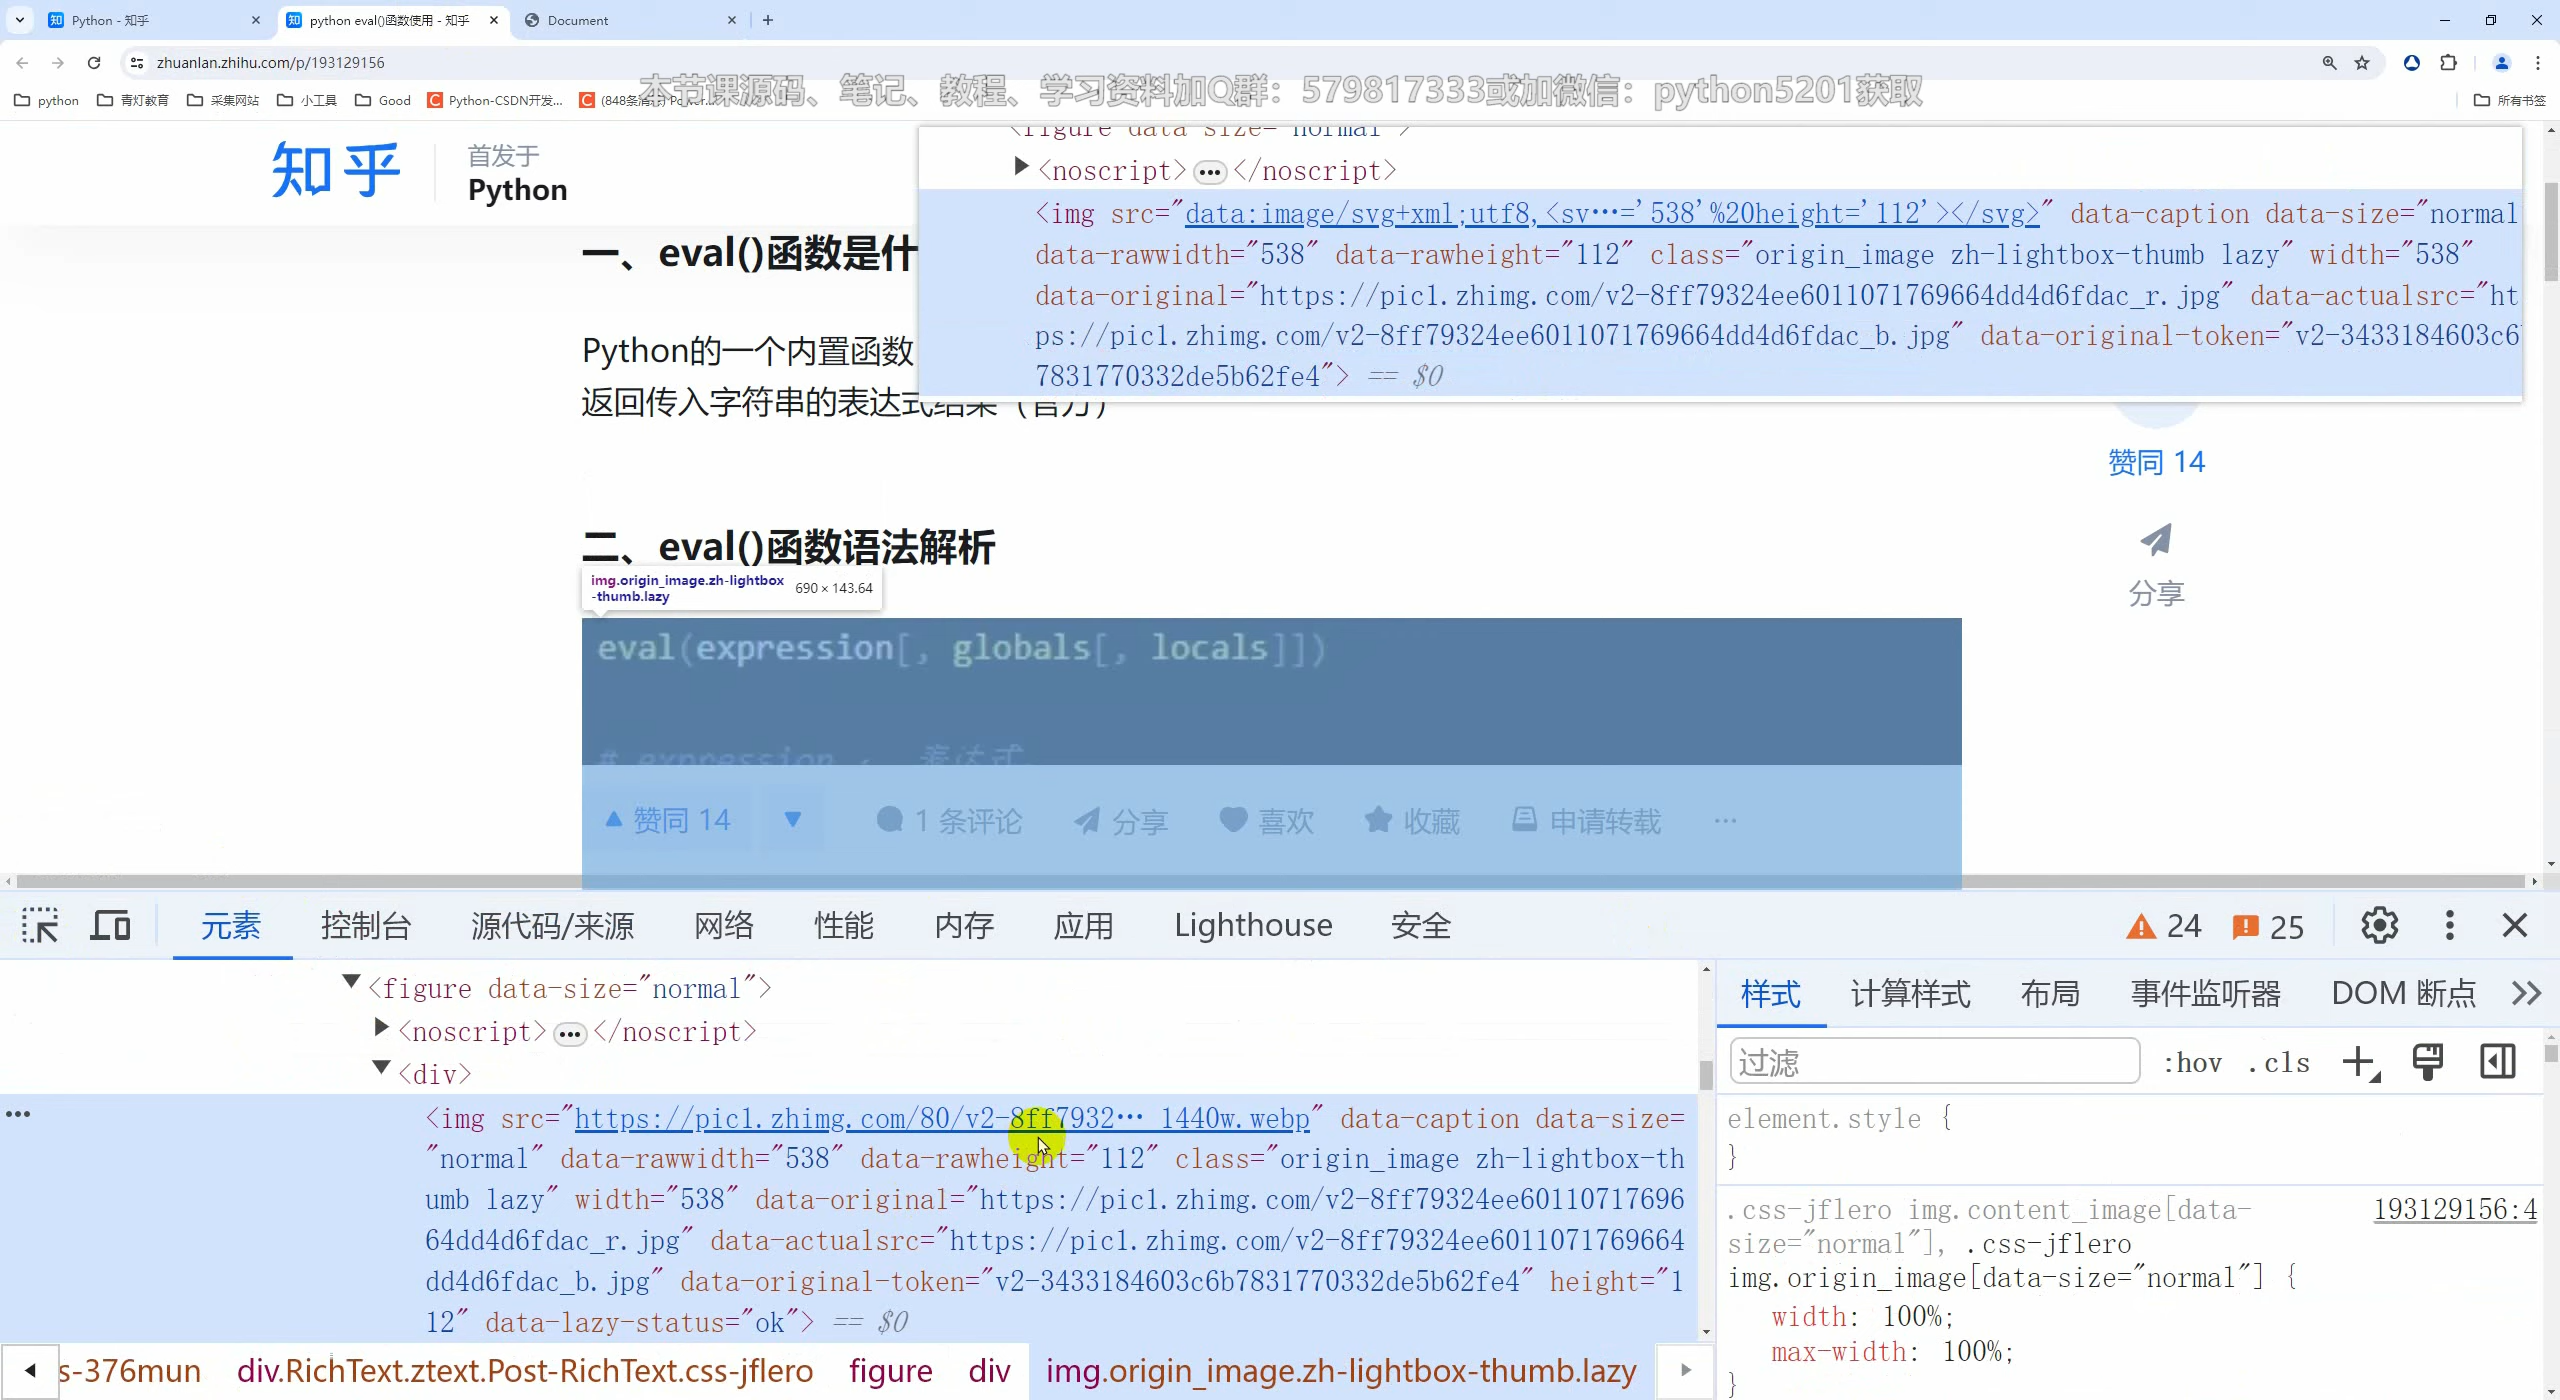 Python - 知乎
python eval()函数使用 - 知乎
Document
zhuanlan.zhihu.com/p/193129156
本节课源码、笔记、教程、学习资料加Q群：579817333或加微信：python5201获取
python
青灯教育
采集网站
小工具
Good
Python-CSDN开发...
所有书签
知乎
首发于
Python
<figure data-size="normal">
<noscript>…</noscript>
<img src="data:image/svg+xml;utf8,<sv…='538'%20height='112'></svg>" data-caption data-size="normal
data-rawwidth="538" data-rawheight="112" class="origin_image zh-lightbox-thumb lazy" width="538"
data-original="https://pic1.zhimg.com/v2-8ff79324ee6011071769664dd4d6fdac_r.jpg" data-actualsrc="ht
ps://pic1.zhimg.com/v2-8ff79324ee6011071769664dd4d6fdac_b.jpg" data-original-token="v2-3433184603c6
7831770332de5b62fe4"> == $0
一、eval()函数是什
Python的一个内置函数
返回传入字符串的表达式结果（官方）
赞同 14
分享
二、eval()函数语法解析
img.origin_image.zh-lightbox
-thumb.lazy
690 × 143.64
eval(expression[, globals[, locals]])
# expression ： 表达式
赞同 14
1 条评论
分享
喜欢
收藏
申请转载
···
元素
控制台
源代码/来源
网络
性能
内存
应用
Lighthouse
安全
24
25
<figure data-size="normal">
<noscript>…</noscript>
<div>
<img src="https://pic1.zhimg.com/80/v2-8ff7932… 1440w.webp" data-caption data-size=
"normal" data-rawwidth="538" data-rawheight="112" class="origin_image zh-lightbox-th
umb lazy" width="538" data-original="https://pic1.zhimg.com/v2-8ff79324ee60110717696
64dd4d6fdac_r.jpg" data-actualsrc="https://pic1.zhimg.com/v2-8ff79324ee6011071769664
dd4d6fdac_b.jpg" data-original-token="v2-3433184603c6b7831770332de5b62fe4" height="1
12" data-lazy-status="ok"> == $0
s-376mun
div.RichText.ztext.Post-RichText.css-jflero
figure
div
img.origin_image.zh-lightbox-thumb.lazy
样式
计算样式
布局
事件监听器
DOM 断点
过滤
:hov
.cls
element.style {
}
.css-jflero img.content_image[data-
193129156:4
size="normal"], .css-jflero
img.origin_image[data-size="normal"] {
width: 100%;
max-width: 100%;
}